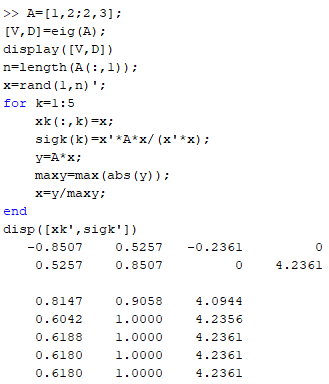 >> A=[1,2;2,3];
[V,D]=eig(A);
display([V,D])
n=length(A(:,1));
x=rand(1,n)';
for k=1:5
xk(:,k)=x;
sigk(k)=x'*A*x/(x'*x);
y=A*x;
maxy=max(abs(y));
x=y/maxy;
end
disp([xk',sigk'])
-0.8507 0.5257 -0.2361 0
0.5257 0.8507 0 4.2361
0.8147 0.9058 4.0944
0.6042 1.0000 4.2356
0.6188 1.0000 4.2361
0.6180 1.0000 4.2361
0.6180 1.0000 4.2361